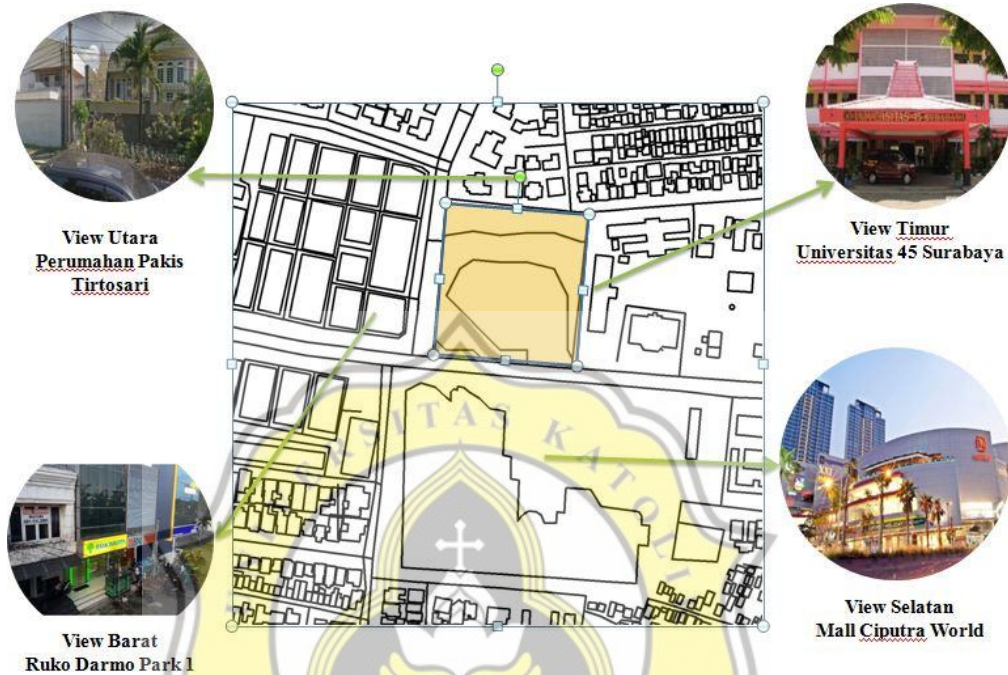 View Utara
Perumahan Pakis
Tirtosari
View Timur
Universitas 45 Surabaya
View Barat
Ruko Darmo Park 1
View Selatan
Mall Ciputra World